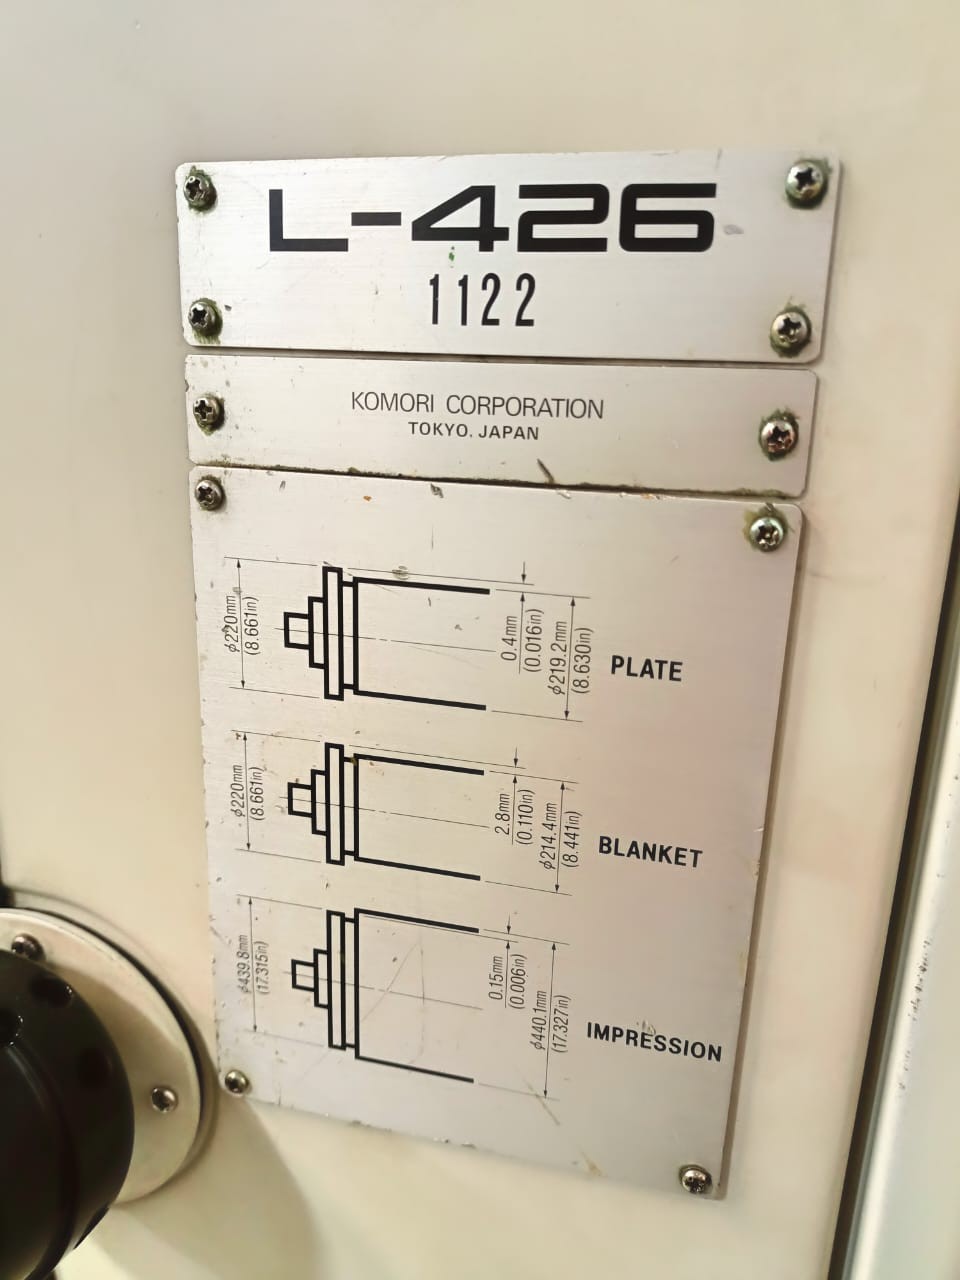 L-426
1122
KOMORI CORPORATION
TOKYO. JAPAN
ϕ220mm
(8.661in)
0.4mm
(0.016in)
ϕ219.2mm
(8.630in)
PLATE
ϕ220mm
(8.661in)
2.8mm
(0.110in)
ϕ214.4mm
(8.441in)
BLANKET
ϕ439.8mm
(17.315in)
0.15mm
(0.006in)
ϕ440.1mm
(17.327in)
IMPRESSION